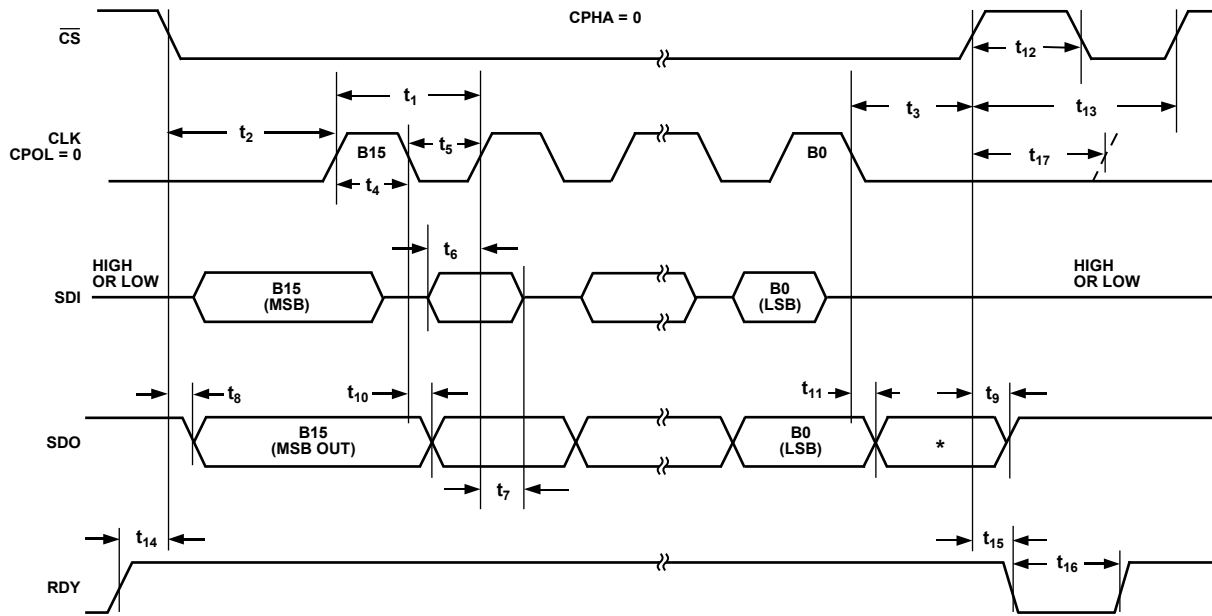 CPHA = 0
CS
t12
t1
t3
t13
t2
CLK
CPOL = 0
B15
t5
B0
t17
t4
t6
HIGH
OR LOW
HIGH
OR LOW
SDI
B15
(MSB)
B0
(LSB)
t8
t10
t11
t9
SDO
B15
(MSB OUT)
B0
(LSB)
*
t7
t14
t15
t16
RDY